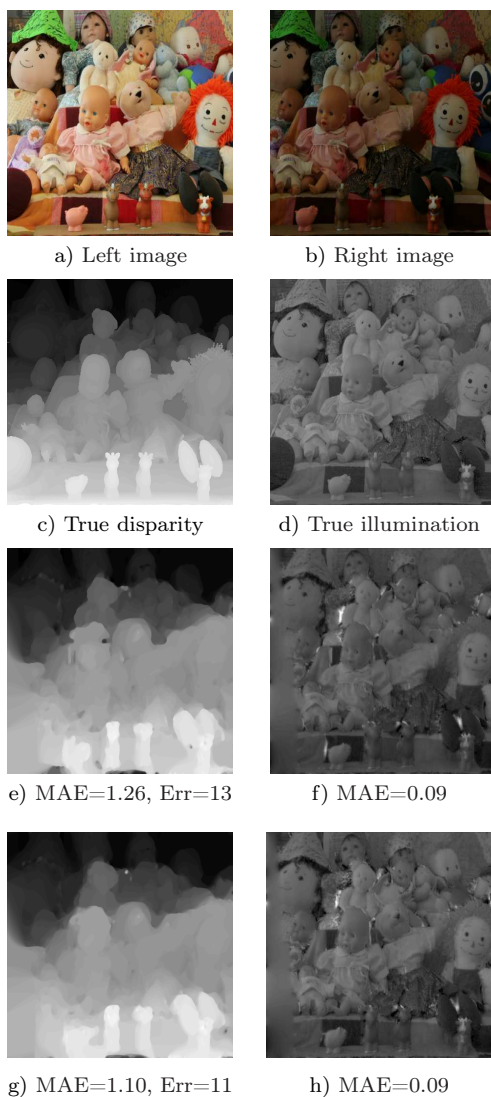 a) Left image
b) Right image
c) True disparity
d) True illumination
e) MAE=1.26, Err=13
f) MAE=0.09
g) MAE=1.10, Err=11
h) MAE=0.09